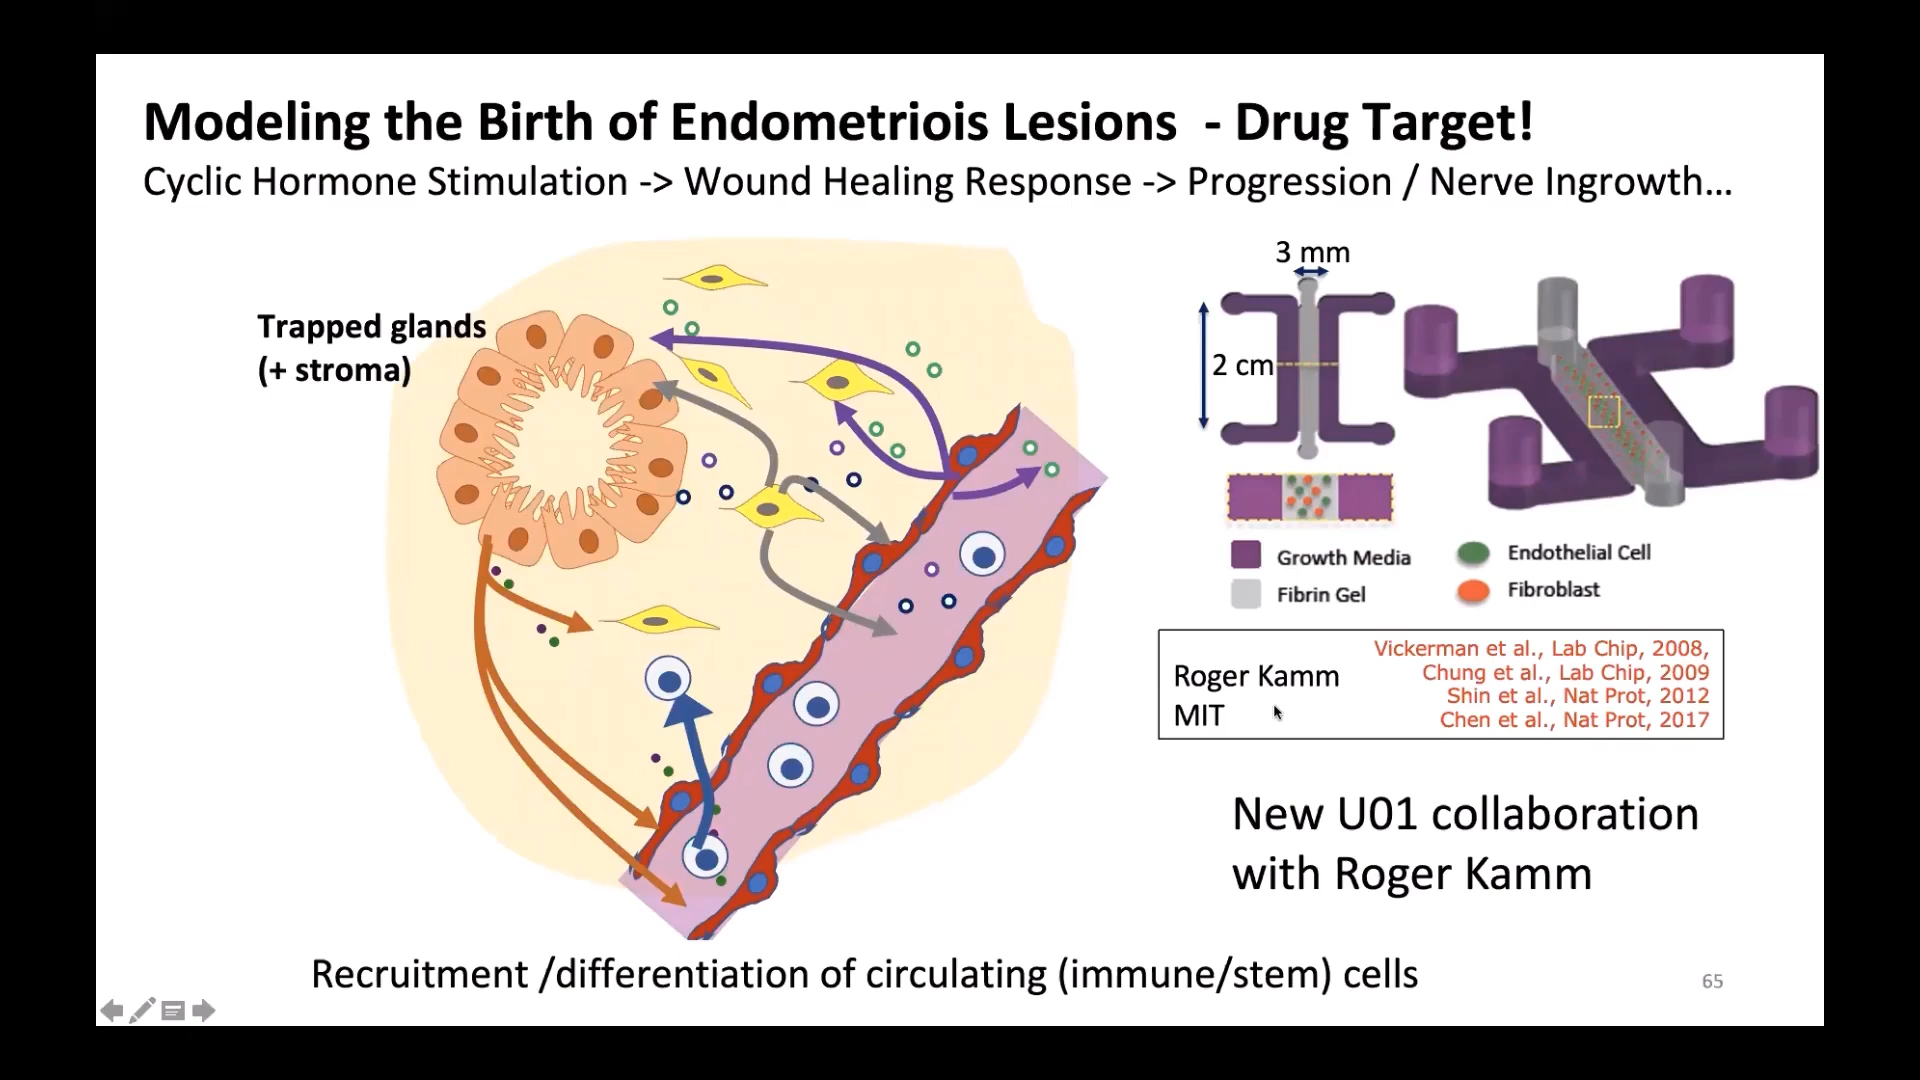 Modeling the Birth of Endometriois Lesions - Drug Target!
Cyclic Hormone Stimulation -> Wound Healing Response -> Progression / Nerve Ingrowth...
Trapped glands
(+ stroma)
3 mm
2 cm
Growth Media
Endothelial Cell
Fibrin Gel
Fibroblast
Roger Kamm
MIT
Vickerman et al., Lab Chip, 2008,
Chung et al., Lab Chip, 2009
Shin et al., Nat Prot, 2012
Chen et al., Nat Prot, 2017
New U01 collaboration
with Roger Kamm
Recruitment /differentiation of circulating (immune/stem) cells
65